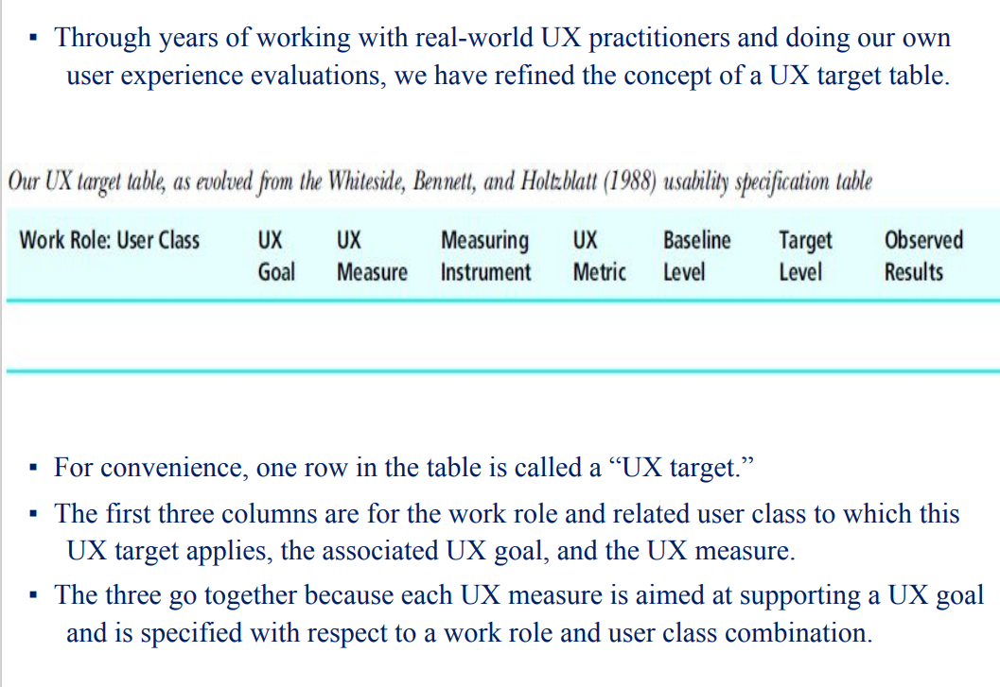 ▪ Through years of working with real-world UX practitioners and doing our own
user experience evaluations, we have refined the concept of a UX target table.
Our UX target table, as evolved from the Whiteside, Bennett, and Holtzblatt (1988) usability specification table
Work Role: User Class UX Goal UX Measure Measuring Instrument UX Metric Baseline Level Target Level Observed Results
▪ For convenience, one row in the table is called a “UX target.”
▪ The first three columns are for the work role and related user class to which this
UX target applies, the associated UX goal, and the UX measure.
▪ The three go together because each UX measure is aimed at supporting a UX goal
and is specified with respect to a work role and user class combination.